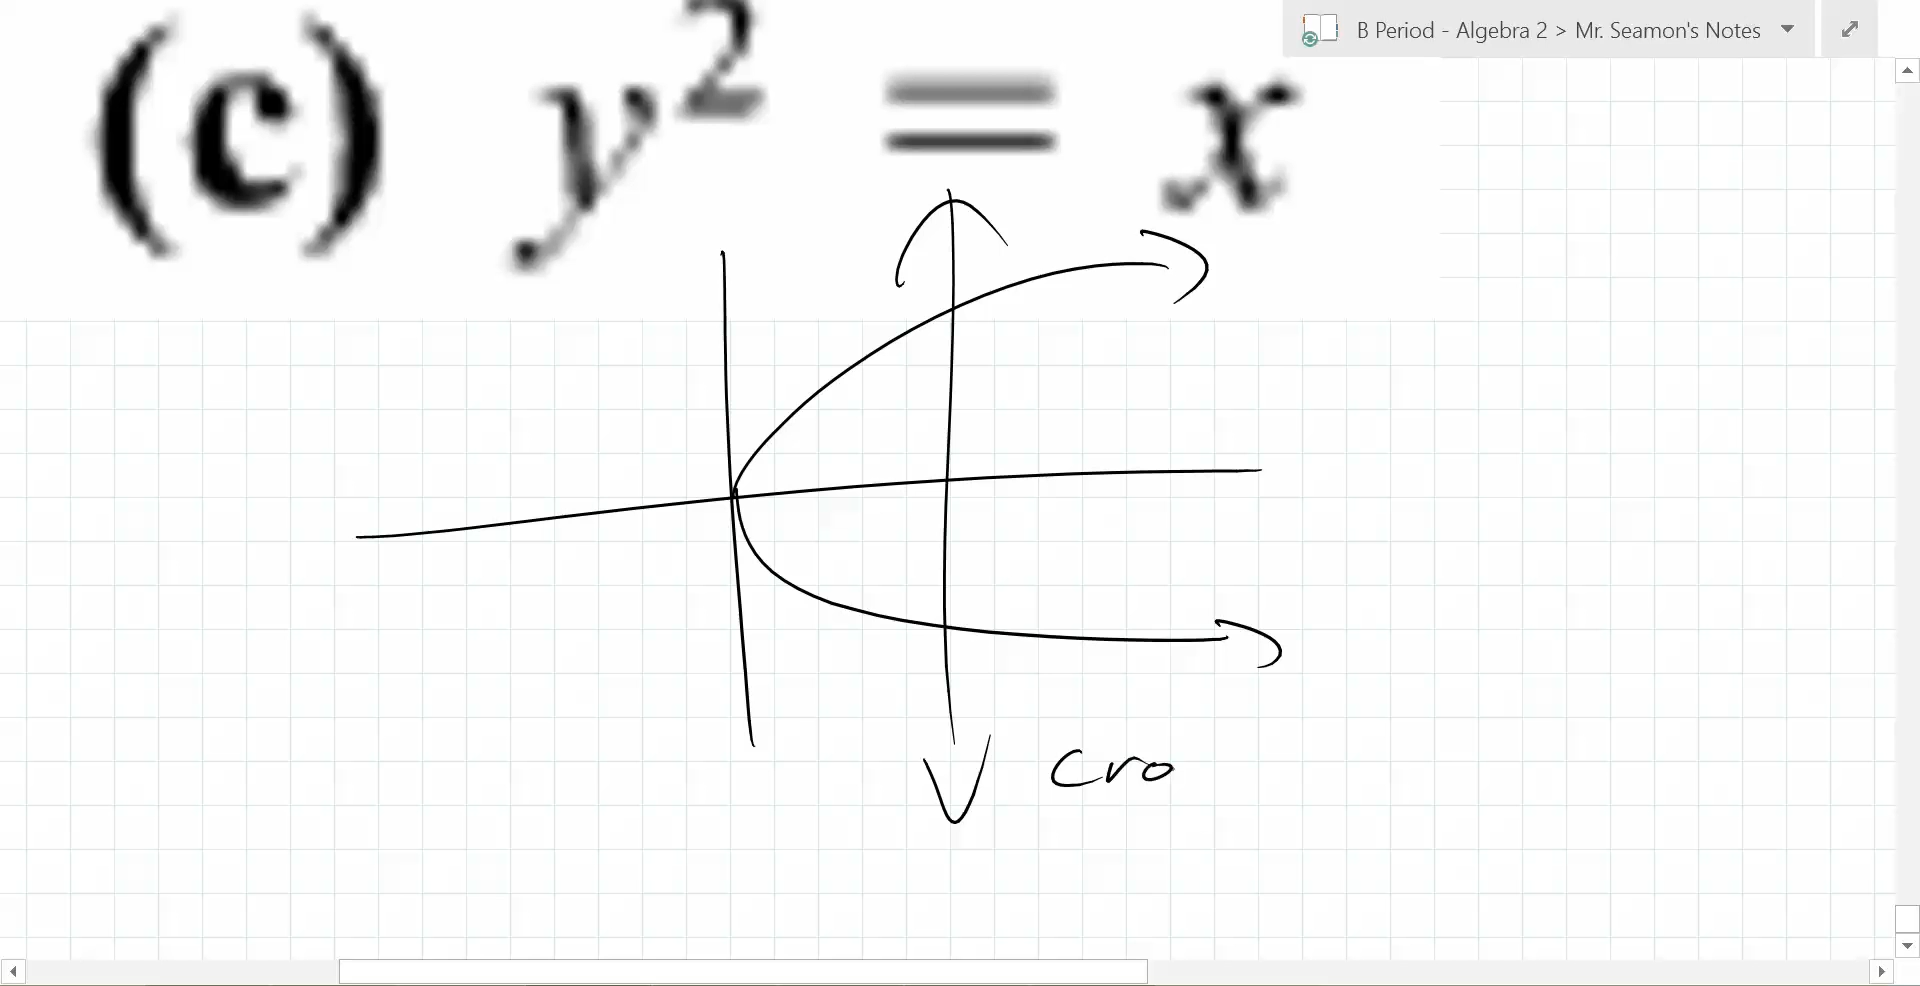 B Period - Algebra 2 > Mr. Seamon's Notes
(c) y² = x
Cro